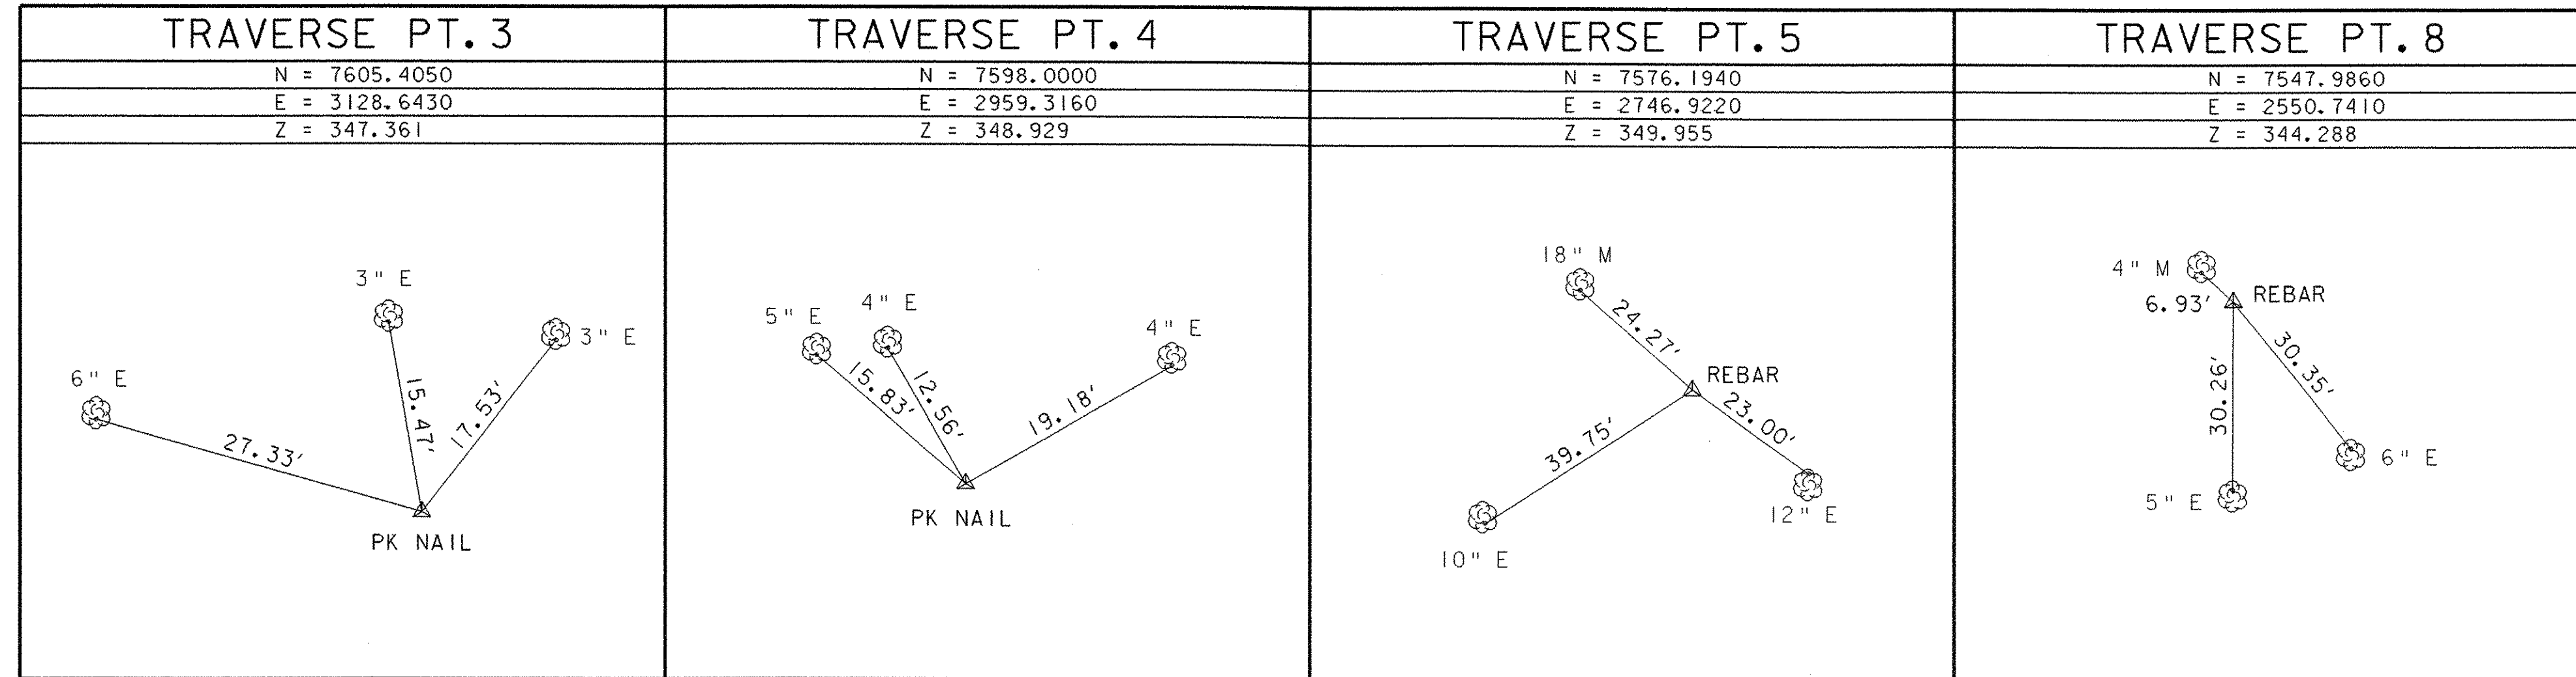 TRAVERSE PT. 3
N = 7605.4050
E = 3128.6430
Z = 347.361
3" E
3" E
6" E
15.47'
17.53'
27.33'
PK NAIL
TRAVERSE PT. 4
N = 7598.0000
E = 2959.3160
Z = 348.929
4" E
5" E
4" E
15.83'
12.56'
19.18'
PK NAIL
TRAVERSE PT. 5
N = 7576.1940
E = 2746.9220
Z = 349.955
18" M
24.27'
REBAR
23.00'
39.75'
12" E
10" E
TRAVERSE PT. 8
N = 7547.9860
E = 2550.7410
Z = 344.288
4" M
REBAR
6.93'
30.35'
30.26'
6" E
5" E